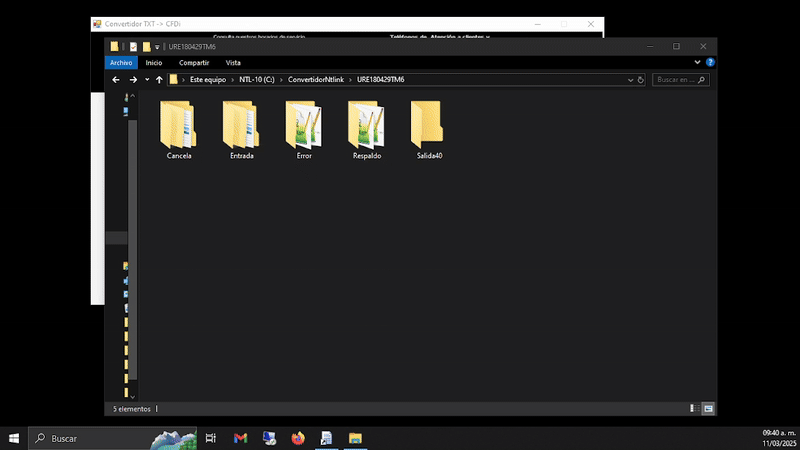 Convertidor TXT -> CFDi
Consulta nuestros horarios de servicio
Teléfonos de Atención a clientes y
URE180429TM6
Archivo Inicio Compartir Vista
Este equipo > NTL-10 (C:) > ConvertidorNtlink > URE180429TM6
Buscar en ...
Cancela Entrada Error Respaldo Salida40
5 elementos
Buscar
09:40 a. m.
11/03/2025